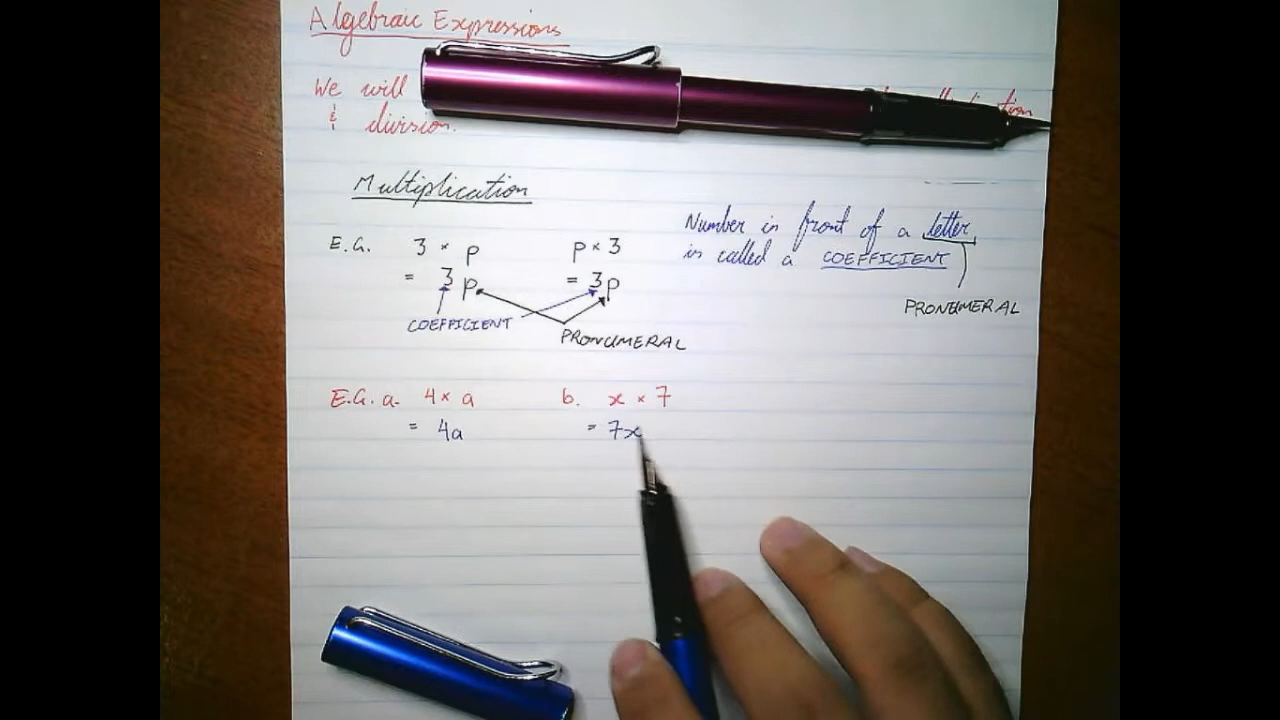 Algebraic Expressions
We will
& division.
Multiplication
E.G. 3 × p p × 3
= 3p = 3p
COEFFICIENT
PRONUMERAL
Number in front of a letter
is called a COEFFICIENT
PRONUMERAL
E.G. a. 4 × a b. x × 7
= 4a = 7x